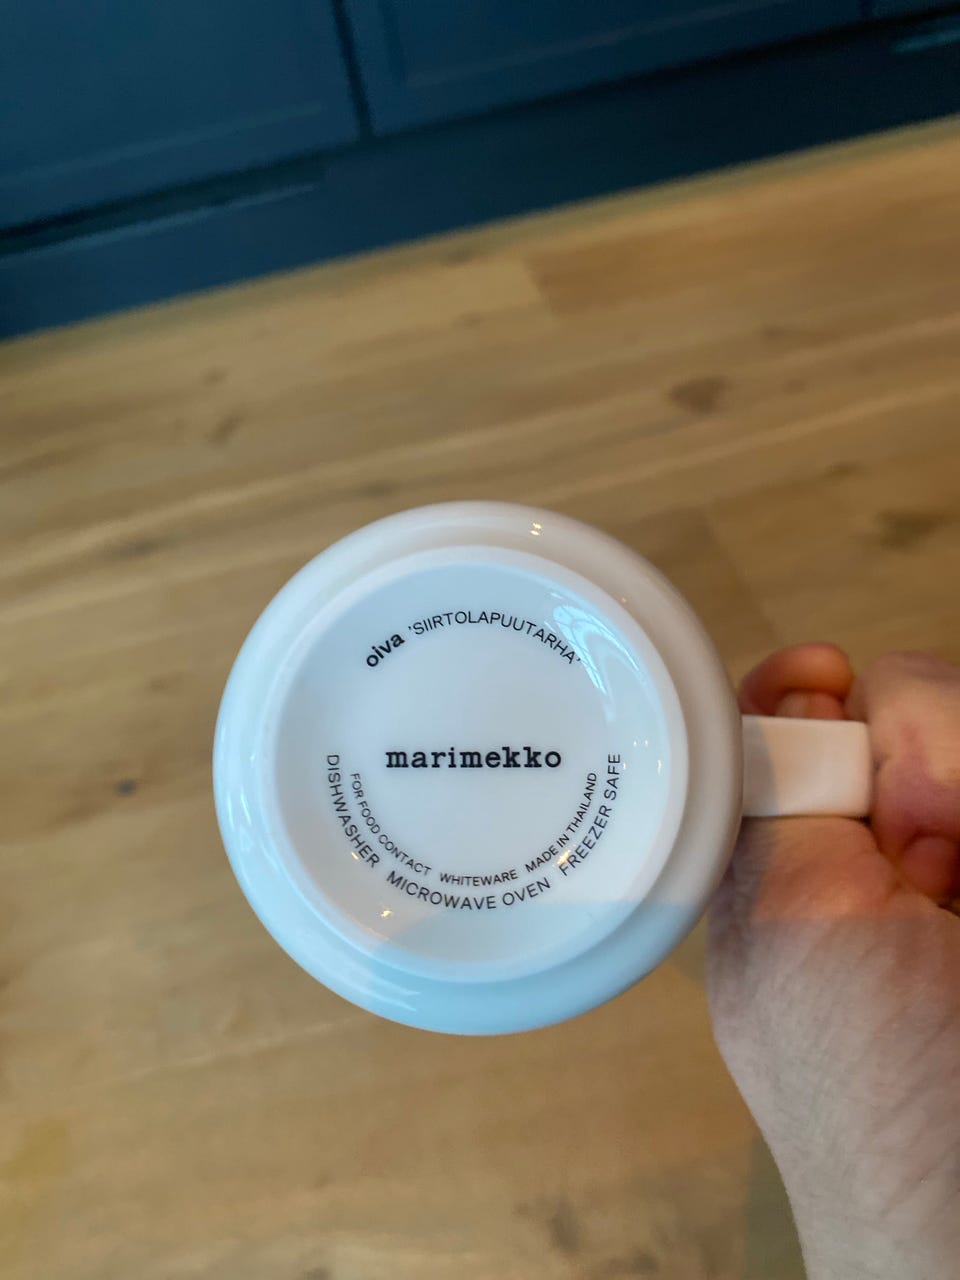 oiva 'SIIRTOLAPUUTARHA'
marimekko
FOR FOOD CONTACT WHITEWARE MADE IN THAILAND
DISHWASHER MICROWAVE OVEN FREEZER SAFE